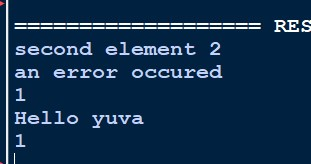 =================== RES
second element 2
an error occured
1
Hello yuva
1